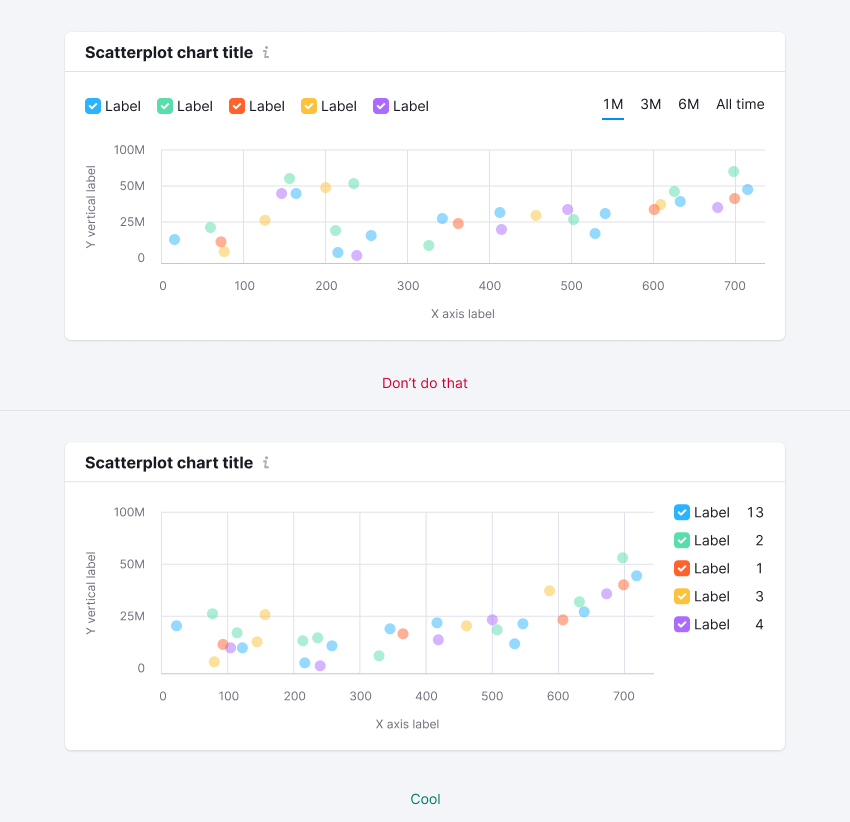 Scatterplot chart title i
Label Label Label Label Label 1M 3M 6M All time
Y vertical label
100M
50M
25M
0
0 100 200 300 400 500 600 700
X axis label
Don’t do that
Scatterplot chart title i
Y vertical label
100M
50M
25M
0
0 100 200 300 400 500 600 700
X axis label
Label 13
Label 2
Label 1
Label 3
Label 4
Cool